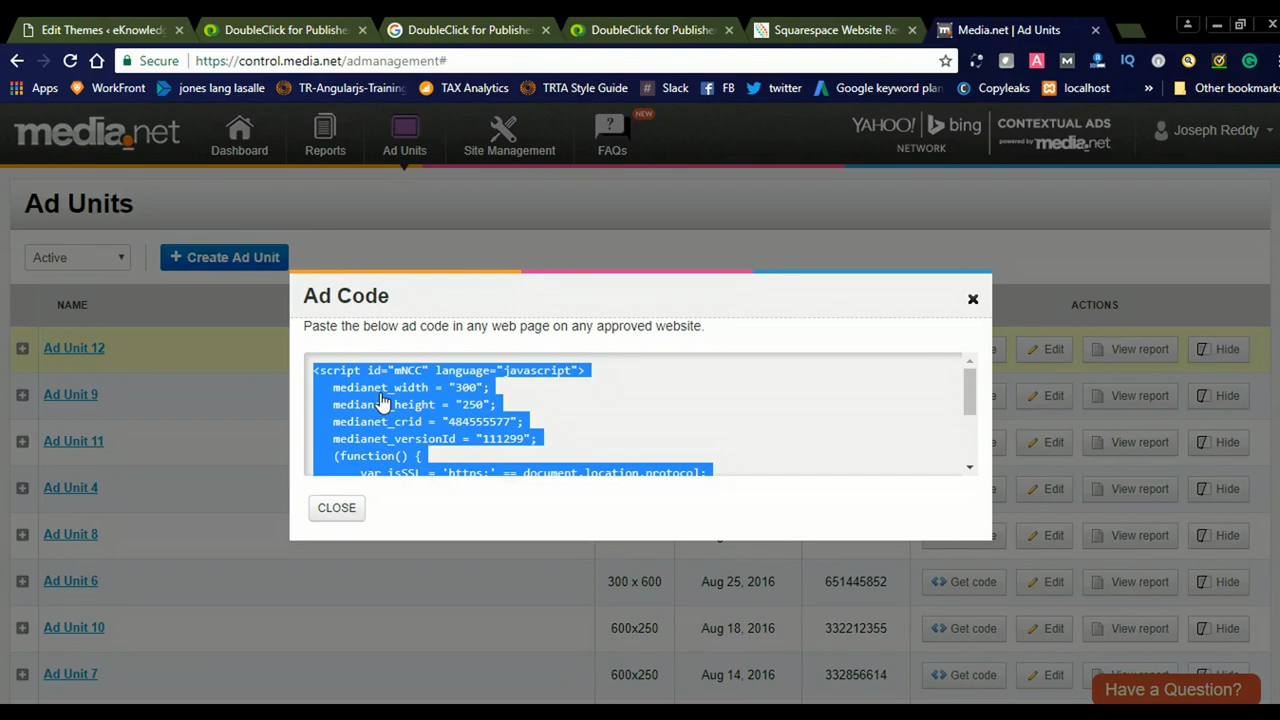 Edit Themes ‹ eKnowled
DoubleClick for Publishe
DoubleClick for Publishe
DoubleClick for Publishe
Squarespace Website Re
Media.net | Ad Units
Secure
https://control.media.net/admanagement#
Apps
WorkFront
jones lang lasalle
TR-Angularjs-Training
TAX Analytics
TRTA Style Guide
Slack
FB
twitter
Google keyword plan
Copyleaks
localhost
»
Other bookmarks
media.net
Dashboard
Reports
Ad Units
Site Management
FAQs
NEW
YAHOO! bing
NETWORK
CONTEXTUAL ADS
powered by media.net
Joseph Reddy
Ad Units
Active
+ Create Ad Unit
NAME
ACTIONS
Ad Code
Paste the below ad code in any web page on any approved website.
<script id="mNCC" language="javascript">
medianet_width = "300";
medianet_height = "250";
medianet_crid = "484555577";
medianet_versionId = "111299";
(function() {
var isSSL = 'https:' == document.location.protocol;
CLOSE
Ad Unit 12
Edit
View report
Hide
Ad Unit 9
Edit
View report
Hide
Ad Unit 11
Edit
View report
Hide
Ad Unit 4
Edit
View report
Hide
Ad Unit 8
Edit
View report
Hide
Ad Unit 6
300 x 600
Aug 25, 2016
651445852
Get code
Edit
View report
Hide
Ad Unit 10
600x250
Aug 18, 2016
332212355
Get code
Edit
View report
Hide
Ad Unit 7
600x250
Aug 14, 2016
332856614
Get code
Edit
View report
Hide
Have a Question?